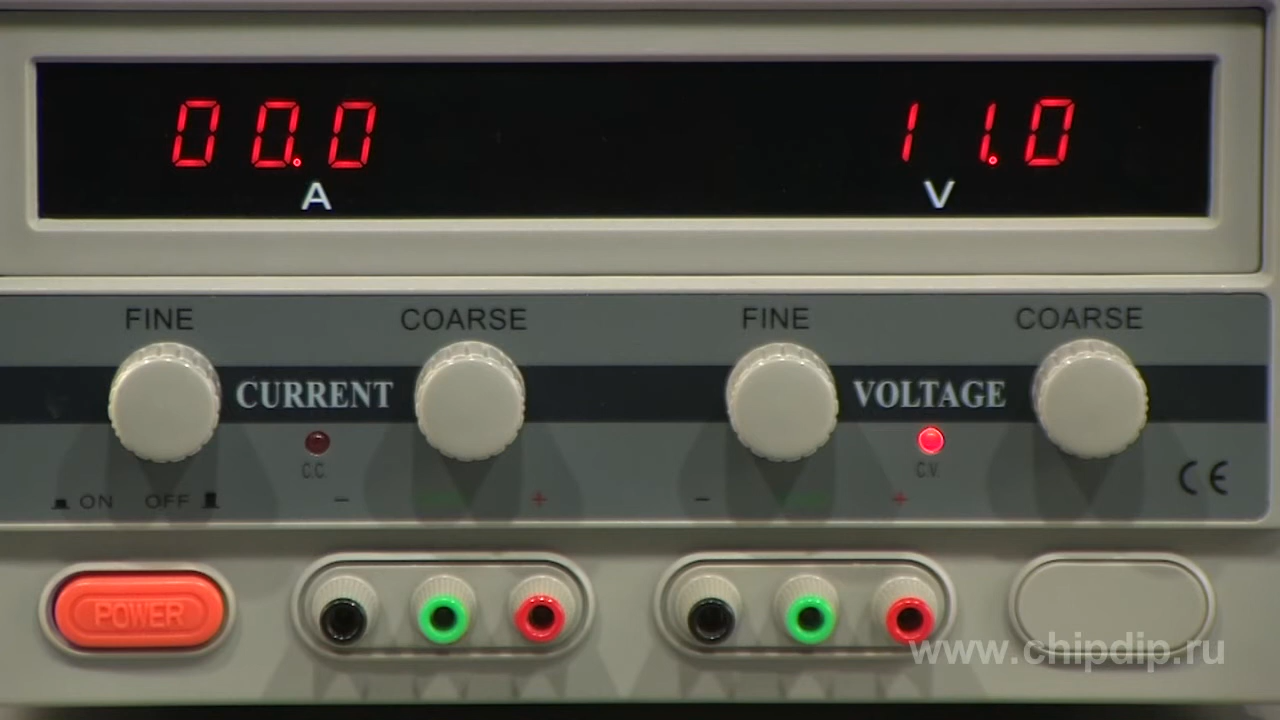 00.0 11.0
A V
FINE COARSE FINE COARSE
CURRENT VOLTAGE
C.C. C.V.
CE
ON OFF - + - +
POWER
www.chipdip.ru